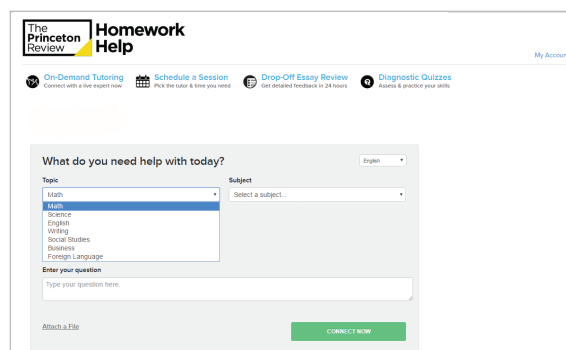 The
Princeton
Review
Homework
Help
My Accoun
On-Demand Tutoring
Connect with a live expert now
Schedule a Session
Pick the tutor & time you need
Drop-Off Essay Review
Get detailed feedback in 24 hours
Diagnostic Quizzes
Assess & practice your skills
What do you need help with today?
English
Topic
Subject
Math
Select a subject...
Math
Science
English
Writing
Social Studies
Business
Foreign Language
Enter your question
Type your question here.
Attach a File
CONNECT NOW